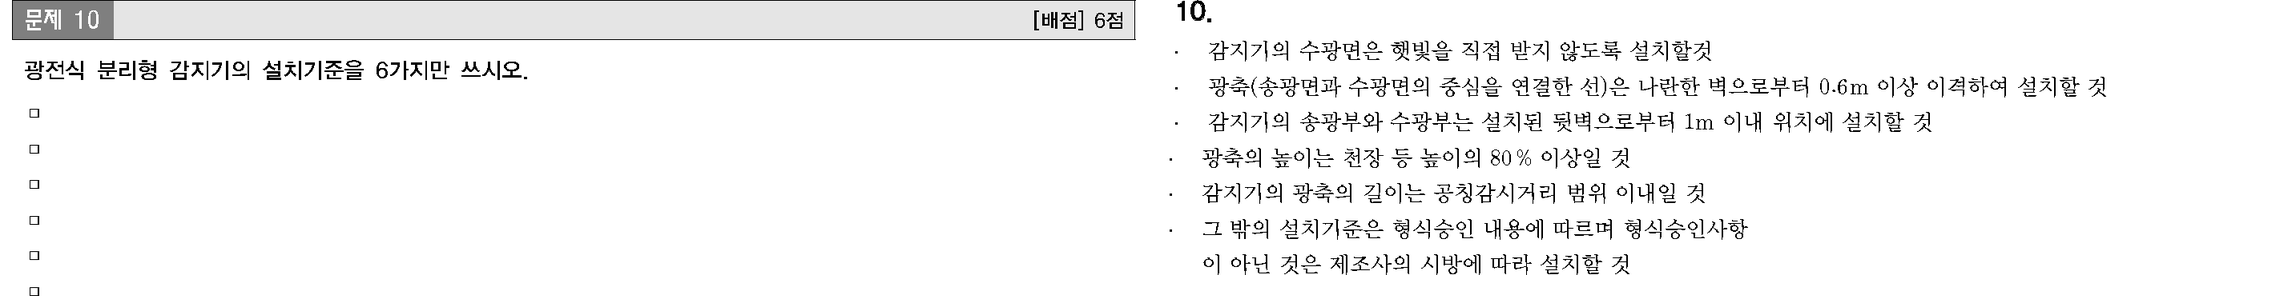 문제 10 [배점] 6점
광전식 분리형 감지기의 설치기준을 6가지만 쓰시오.
□
□
□
□
□
□
10.
· 감지기의 수광면은 햇빛을 직접 받지 않도록 설치할것
· 광축(송광면과 수광면의 중심을 연결한 선)은 나란한 벽으로부터 0.6m 이상 이격하여 설치할 것
· 감지기의 송광부와 수광부는 설치된 뒷벽으로부터 1m 이내 위치에 설치할 것
· 광축의 높이는 천장 등 높이의 80% 이상일 것
· 감지기의 광축의 길이는 공칭감시거리 범위 이내일 것
· 그 밖의 설치기준은 형식승인 내용에 따르며 형식승인사항
이 아닌 것은 제조사의 시방에 따라 설치할 것